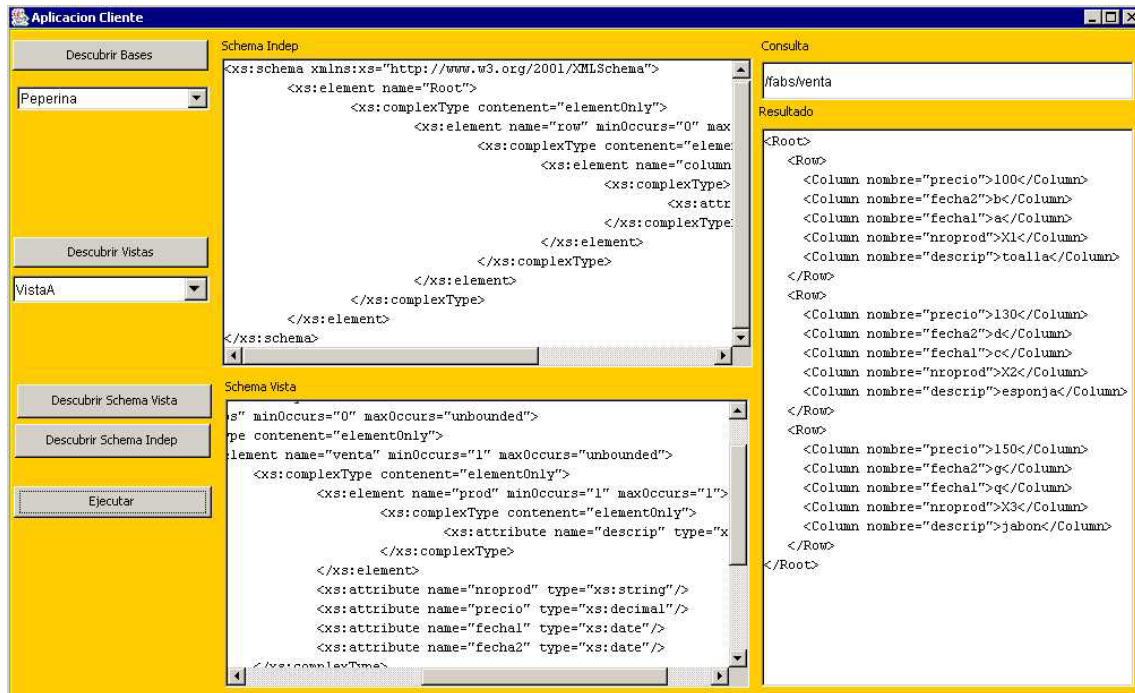 Aplicacion Cliente
Descubrir Bases
Peperina
Descubrir Vistas
VistaA
Descubrir Schema Vista
Descubrir Schema Indep
Ejecutar
Schema Indep
<xs:schema xmlns:xs="http://www.w3.org/2001/XMLSchema">
<xs:element name="Root">
<xs:complexType contenent="elementOnly">
<xs:element name="row" minOccurs="0" max
<xs:complexType contenent="eleme
<xs:element name="column
<xs:complexType>
<xs:attr
</xs:complexType
</xs:element>
</xs:complexType>
</xs:element>
</xs:complexType>
</xs:element>
</xs:schema>
Schema Vista
s" minOccurs="0" maxOccurs="unbounded">
pe contenent="elementOnly">
lement name="venta" minOccurs="1" maxOccurs="unbounded">
<xs:complexType contenent="elementOnly">
<xs:element name="prod" minOccurs="1" maxOccurs="1">
<xs:complexType contenent="elementOnly">
<xs:attribute name="descrip" type="x
</xs:complexType>
</xs:element>
<xs:attribute name="nroprod" type="xs:string"/>
<xs:attribute name="precio" type="xs:decimal"/>
<xs:attribute name="fecha1" type="xs:date"/>
<xs:attribute name="fecha2" type="xs:date"/>
</xs:complexType>
Consulta
/fabs/venta
Resultado
<Root>
<Row>
<Column nombre="precio">100</Column>
<Column nombre="fecha2">b</Column>
<Column nombre="fecha1">a</Column>
<Column nombre="nroprod">X1</Column>
<Column nombre="descrip">toalla</Column>
</Row>
<Row>
<Column nombre="precio">130</Column>
<Column nombre="fecha2">d</Column>
<Column nombre="fecha1">c</Column>
<Column nombre="nroprod">X2</Column>
<Column nombre="descrip">esponja</Column>
</Row>
<Row>
<Column nombre="precio">150</Column>
<Column nombre="fecha2">g</Column>
<Column nombre="fecha1">q</Column>
<Column nombre="nroprod">X3</Column>
<Column nombre="descrip">jabon</Column>
</Row>
</Root>